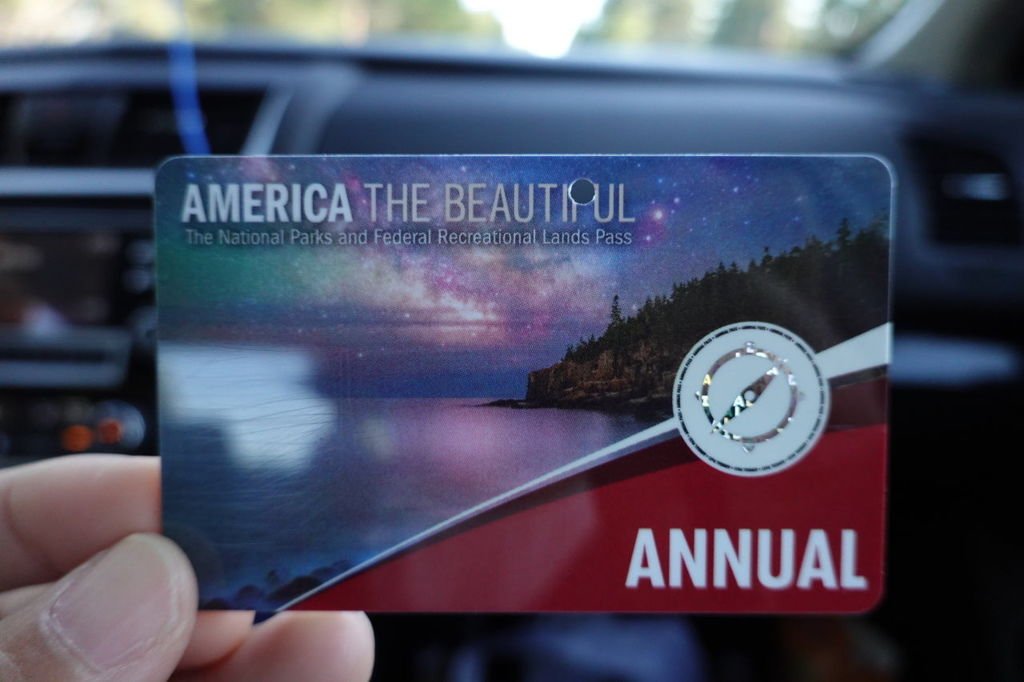 AMERICA THE BEAUTIFUL
The National Parks and Federal Recreational Lands Pass
ANNUAL